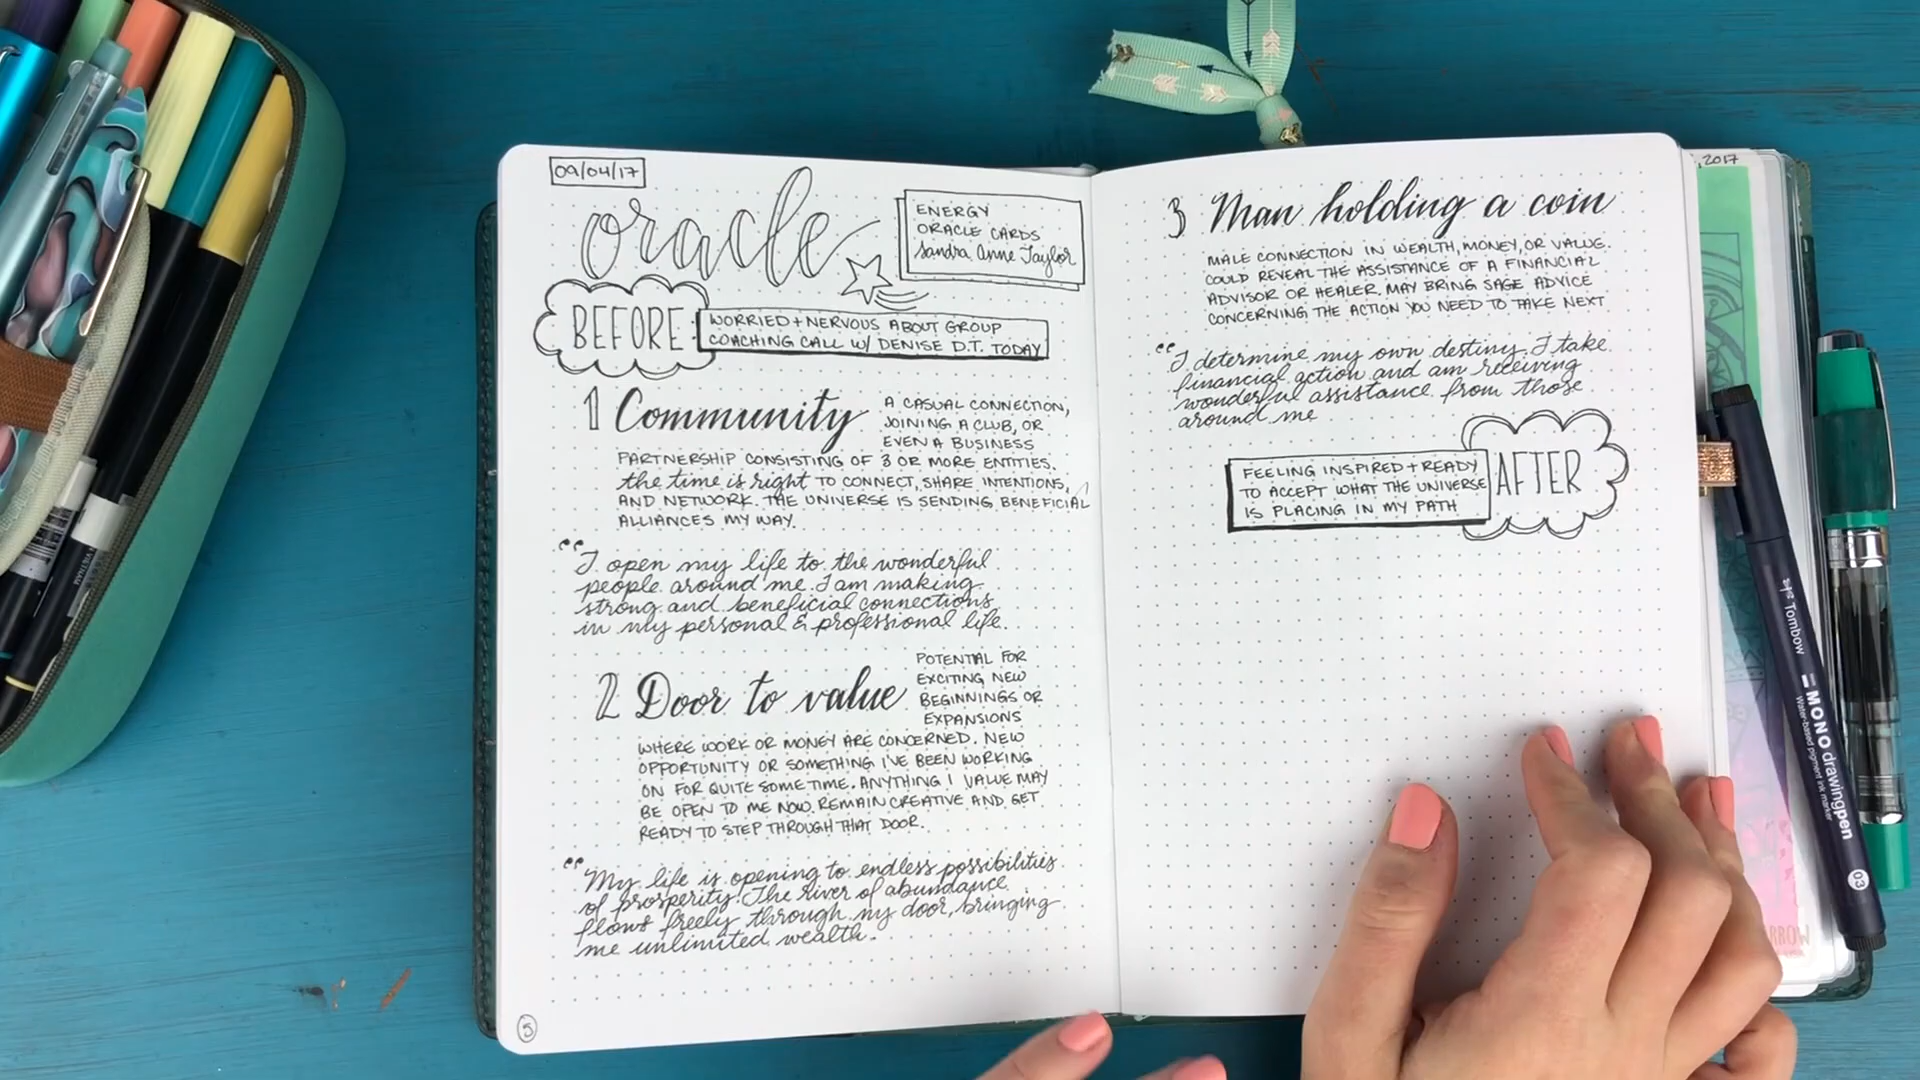 09/04/17
oracle
ENERGY
ORACLE CARDS
Sandra Anne Taylor
BEFORE
WORRIED + NERVOUS ABOUT GROUP
COACHING CALL W/ DENISE D.T. TODAY
1 Community
A CASUAL CONNECTION,
JOINING A CLUB, OR
EVEN A BUSINESS
PARTNERSHIP CONSISTING OF 3 OR MORE ENTITIES.
the time is right TO CONNECT, SHARE INTENTIONS,
AND NETWORK. THE UNIVERSE IS SENDING BENEFICIAL
ALLIANCES MY WAY.
“I open my life to the wonderful
people around me. I am making
strong and beneficial connections
in my personal & professional life.
2 Door to value
POTENTIAL FOR
EXCITING NEW
BEGINNINGS OR
EXPANSIONS
WHERE WORK OR MONEY ARE CONCERNED. NEW
OPPORTUNITY OR SOMETHING I'VE BEEN WORKING
ON FOR QUITE SOME TIME. ANYTHING I VALUE MAY
BE OPEN TO ME NOW. REMAIN CREATIVE AND GET
READY TO STEP THROUGH THAT DOOR.
“My life is opening to endless possibilities
of prosperity. The river of abundance
flows freely through my door, bringing
me unlimited wealth.
5
3 Man holding a coin
MALE CONNECTION IN WEALTH, MONEY, OR VALUE.
COULD REVEAL THE ASSISTANCE OF A FINANCIAL
ADVISOR OR HEALER. MAY BRING SAGE ADVICE
CONCERNING THE ACTION YOU NEED TO TAKE NEXT
“I determine my own destiny. I take
financial action and am receiving
wonderful assistance from those
around me
FEELING INSPIRED + READY
TO ACCEPT WHAT THE UNIVERSE
IS PLACING IN MY PATH
AFTER
, 2017
Tombow
MONO drawing pen
Water-based pigment ink marker
03